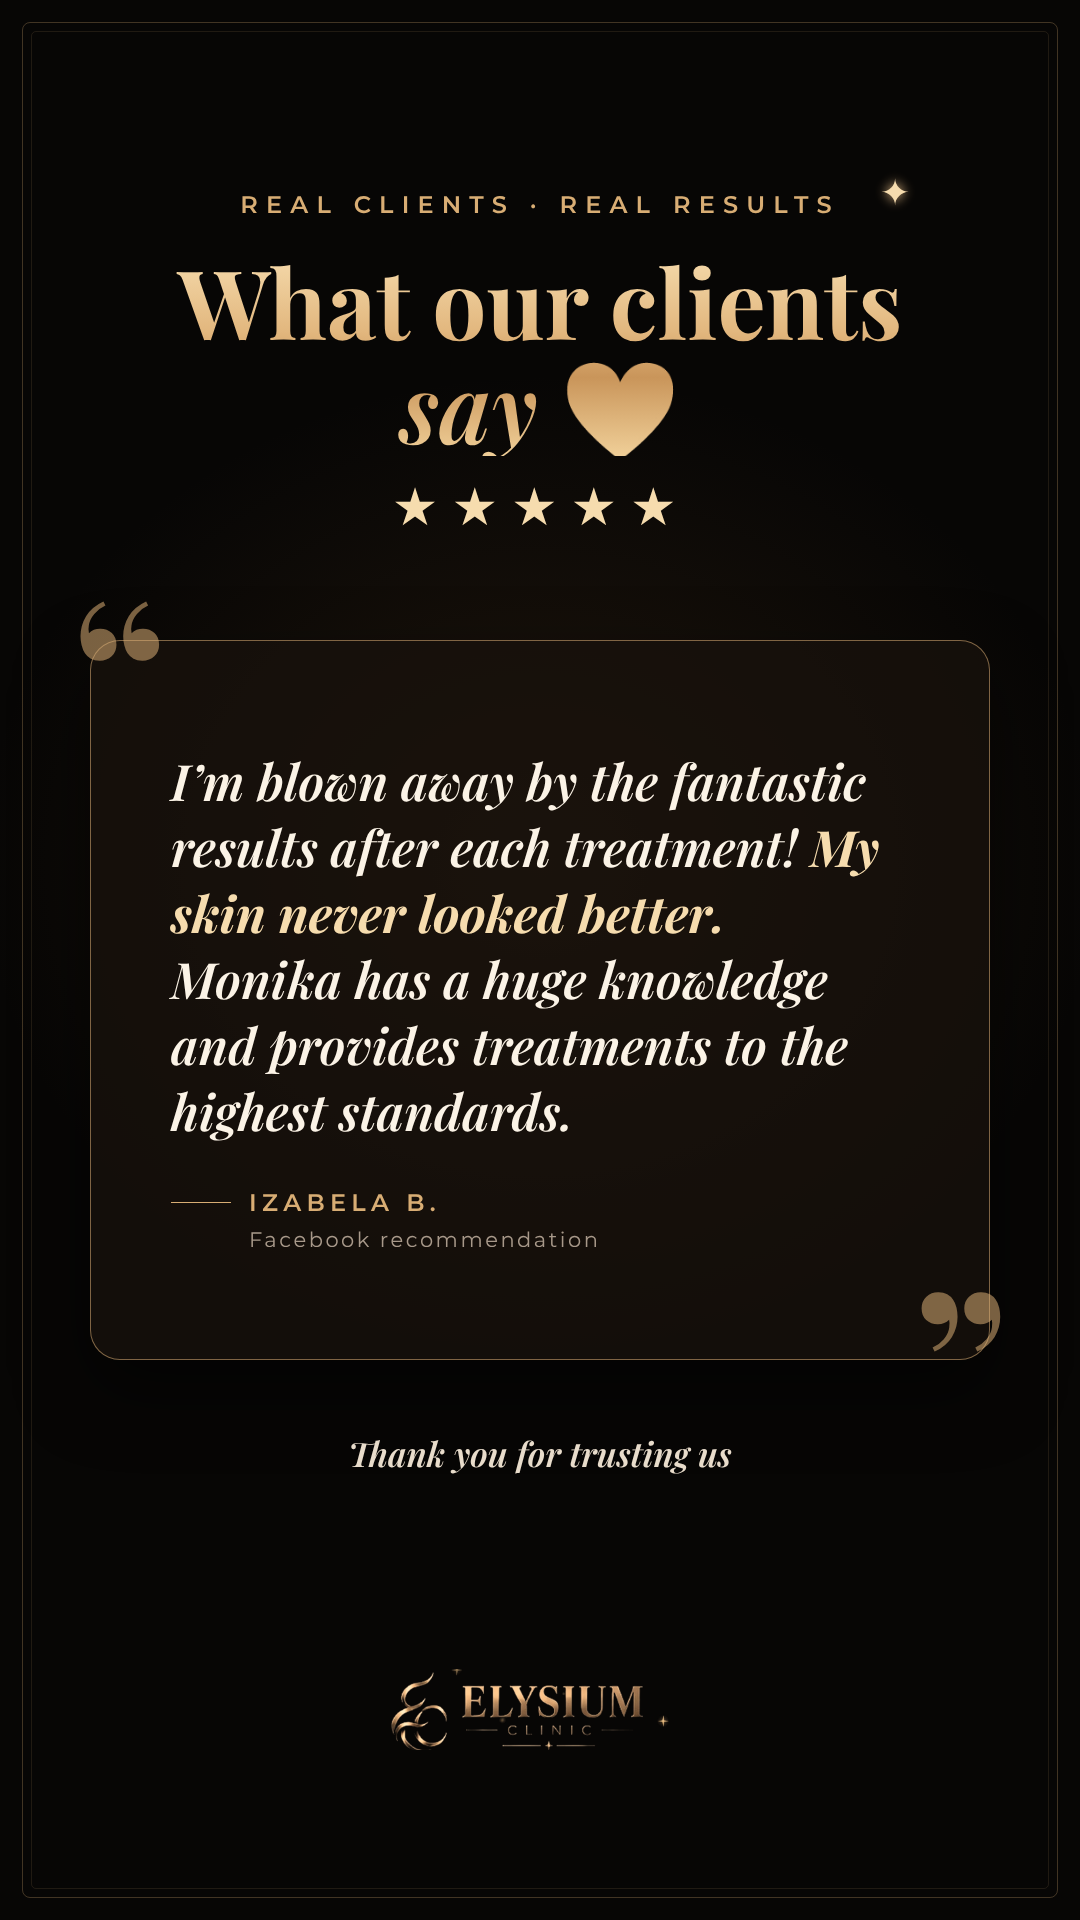 REAL CLIENTS · REAL RESULTS
What our clients
say
I’m blown away by the fantastic
results after each treatment! My
skin never looked better.
Monika has a huge knowledge
and provides treatments to the
highest standards.
IZABELA B.
Facebook recommendation
Thank you for trusting us
ELYSIUM
CLINIC